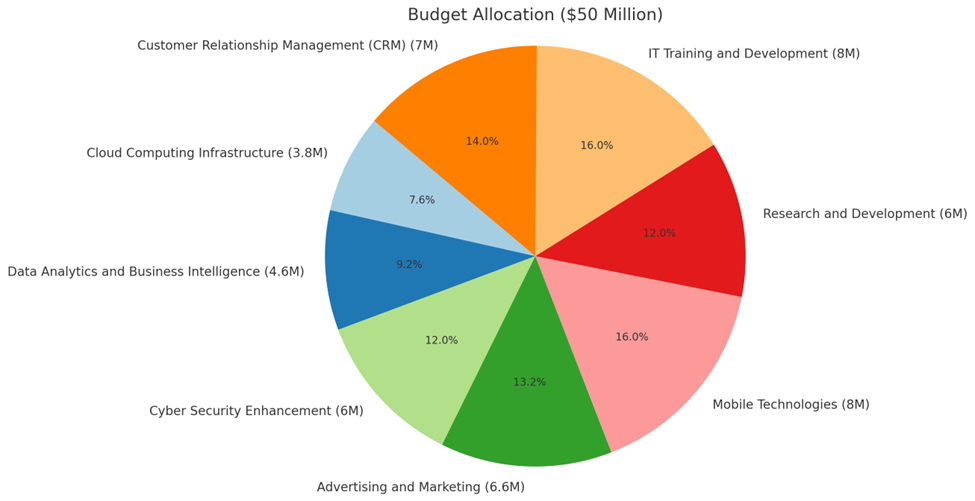 Budget Allocation ($50 Million)
Customer Relationship Management (CRM) (7M)
IT Training and Development (8M)
14.0%
16.0%
Cloud Computing Infrastructure (3.8M)
7.6%
Research and Development (6M)
12.0%
Data Analytics and Business Intelligence (4.6M)
9.2%
12.0%
16.0%
13.2%
Cyber Security Enhancement (6M)
Mobile Technologies (8M)
Advertising and Marketing (6.6M)